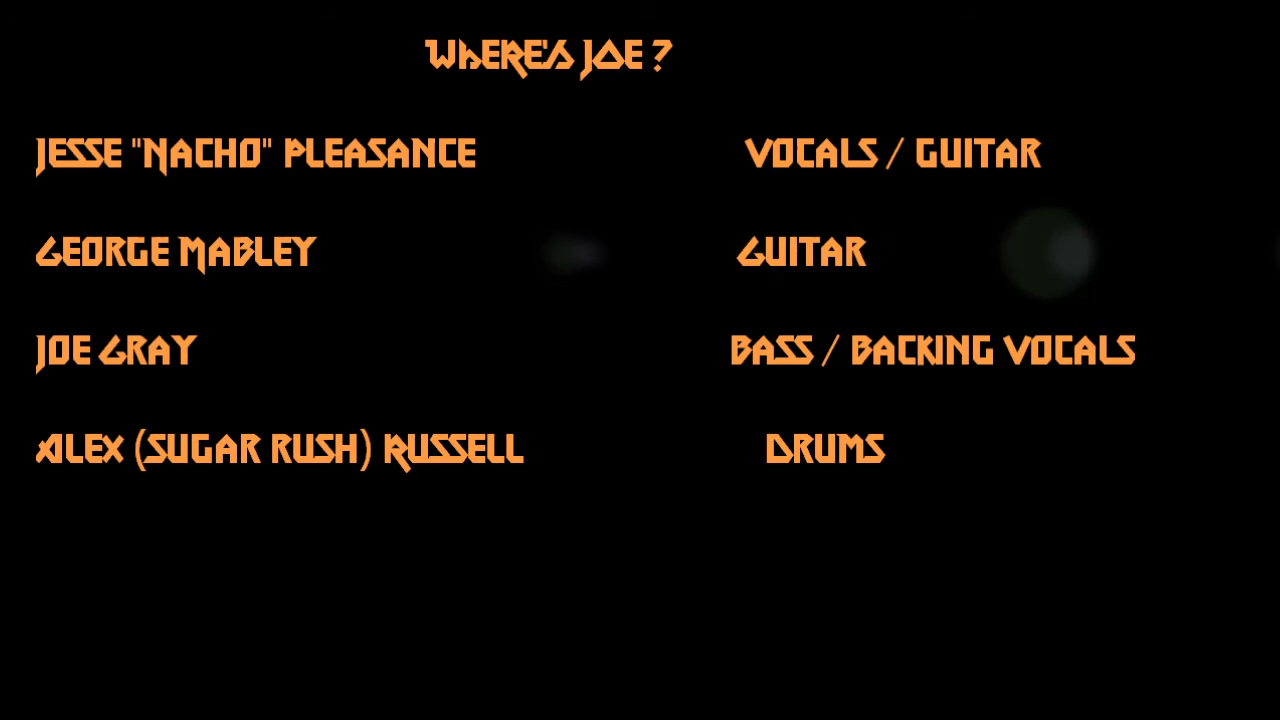 WHERE'S JOE ?
JESSE "NACHO" PLEASANCE VOCALS / GUITAR
GEORGE MABLEY GUITAR
JOE GRAY BASS / BACKING VOCALS
ALEX (SUGAR RUSH) RUSSELL DRUMS